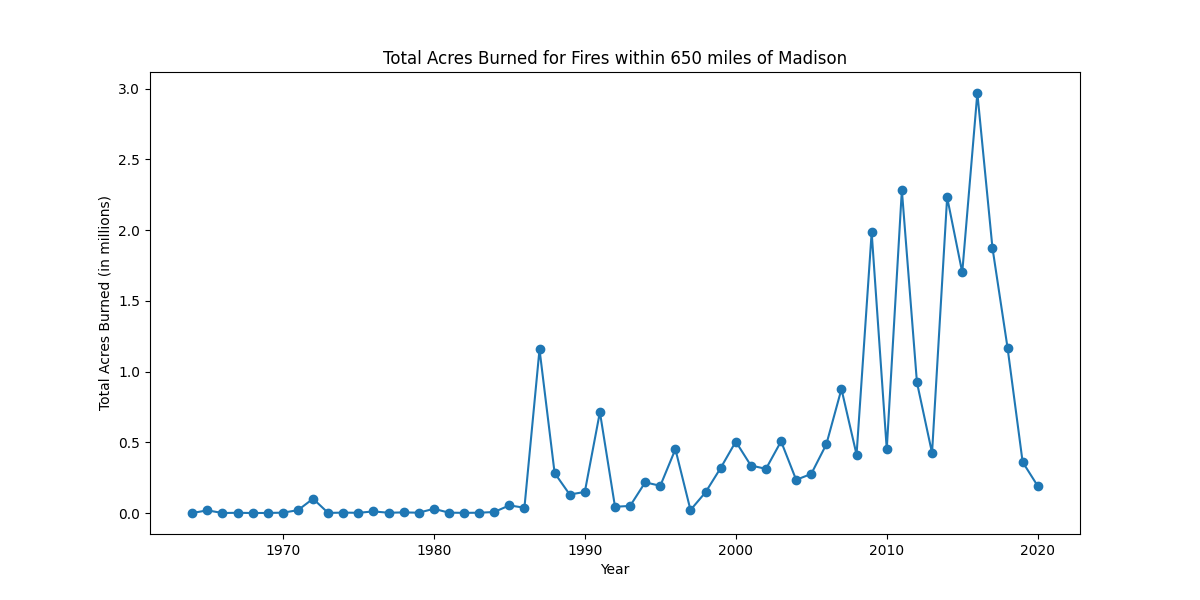 Total Acres Burned for Fires within 650 miles of Madison
Total Acres Burned (in millions)
3.0
2.5
2.0
1.5
1.0
0.5
0.0
1970 1980 1990 2000 2010 2020
Year